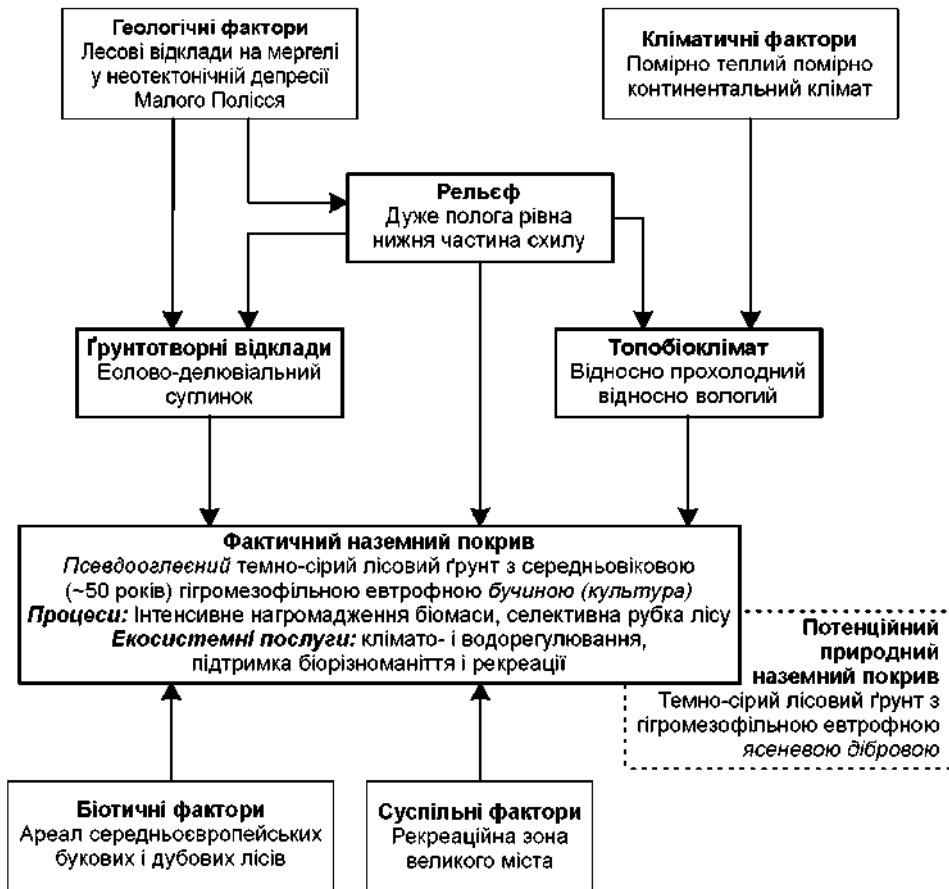 Геологічні фактори
Лесові відклади на мергелі
у неотектонічній депресії
Малого Полісся
Кліматичні фактори
Помірно теплий помірно
континентальний клімат
Рельєф
Дуже полога рівна
нижня частина схилу
Ґрунтотворні відклади
Еолово-делювіальний
суглинок
Топобіоклімат
Відносно прохолодний
відносно вологий
Фактичний наземний покрив
Псевдооглеєний темно-сірий лісовий ґрунт з середньовіковою
(~50 років) гігромезофільною евтрофною бучиною (культура)
Процеси: Інтенсивне нагромадження біомаси, селективна рубка лісу
Екосистемні послуги: клімато- і водорегулювання,
підтримка біорізноманіття і рекреації
Потенційний
природний
наземний покрив
Темно-сірий лісовий ґрунт з
гігромезофільною евтрофною
ясеневою дібровою
Біотичні фактори
Ареал середньоєвропейських
букових і дубових лісів
Суспільні фактори
Рекреаційна зона
великого міста